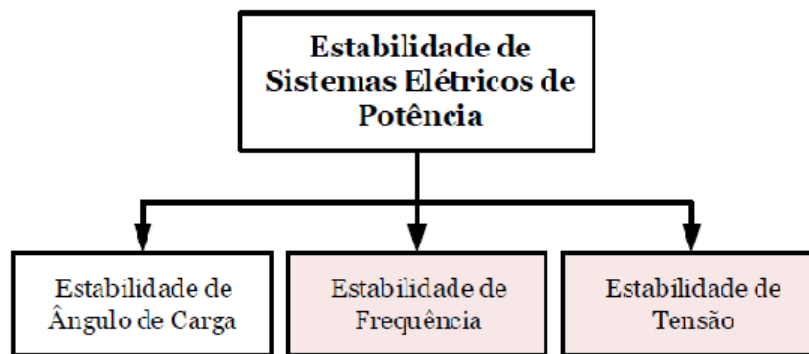 Estabilidade de
Sistemas Elétricos de
Potência
Estabilidade de
Ângulo de Carga
Estabilidade de
Frequência
Estabilidade de
Tensão